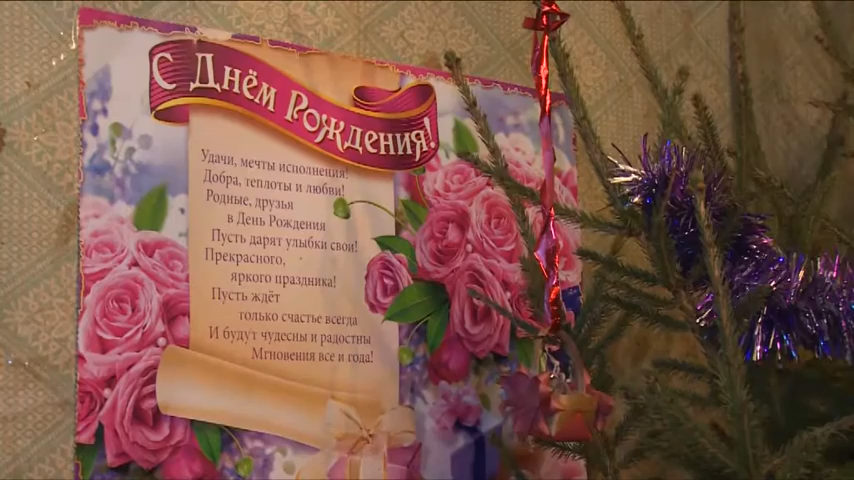 С Днём Рождения!
Удачи, мечты исполнения,
Добра, теплоты и любви!
Родные, друзья
в День Рождения
Пусть дарят улыбки свои!
Прекрасного,
яркого праздника!
Пусть ждёт
только счастье всегда
И будут чудесны и радостны
Мгновения все и года!